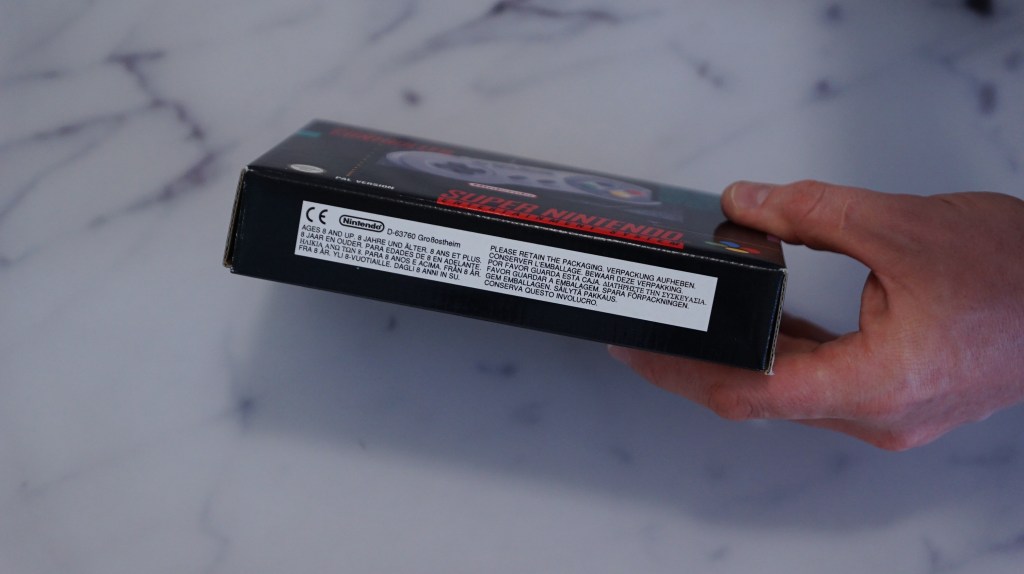 PAL VERSION
SUPER NINTENDO
CE Nintendo D-63760 Großostheim
AGES 8 AND UP. 8 JAHRE UND ÄLTER. 8 ANS ET PLUS.
8 JAAR EN OUDER. PARA EDADES DE 8 EN ADELANTE.
ΗΛΙΚΙΑ ΑΝΩ ΤΩΝ 8. PARA 8 ANOS E ACIMA. FRÅN 8 ÅR.
FRA 8 ÅR. YLI 8-VUOTIAILLE. DAGLI 8 ANNI IN SU.
PLEASE RETAIN THE PACKAGING. VERPACKUNG AUFHEBEN.
CONSERVER L'EMBALLAGE. BEWAAR DEZE VERPAKKING.
POR FAVOR GUARDA ESTA CAJA. ΔΙΑΤΗΡΗΣΤΕ ΤΗΝ ΣΥΣΚΕΥΑΣΙΑ.
FAVOR GUARDAR A EMBALAGEM. SPARA FÖRPACKNINGEN.
GEM EMBALLAGEN. SÄILYTÄ PAKKAUS.
CONSERVA QUESTO INVOLUCRO.